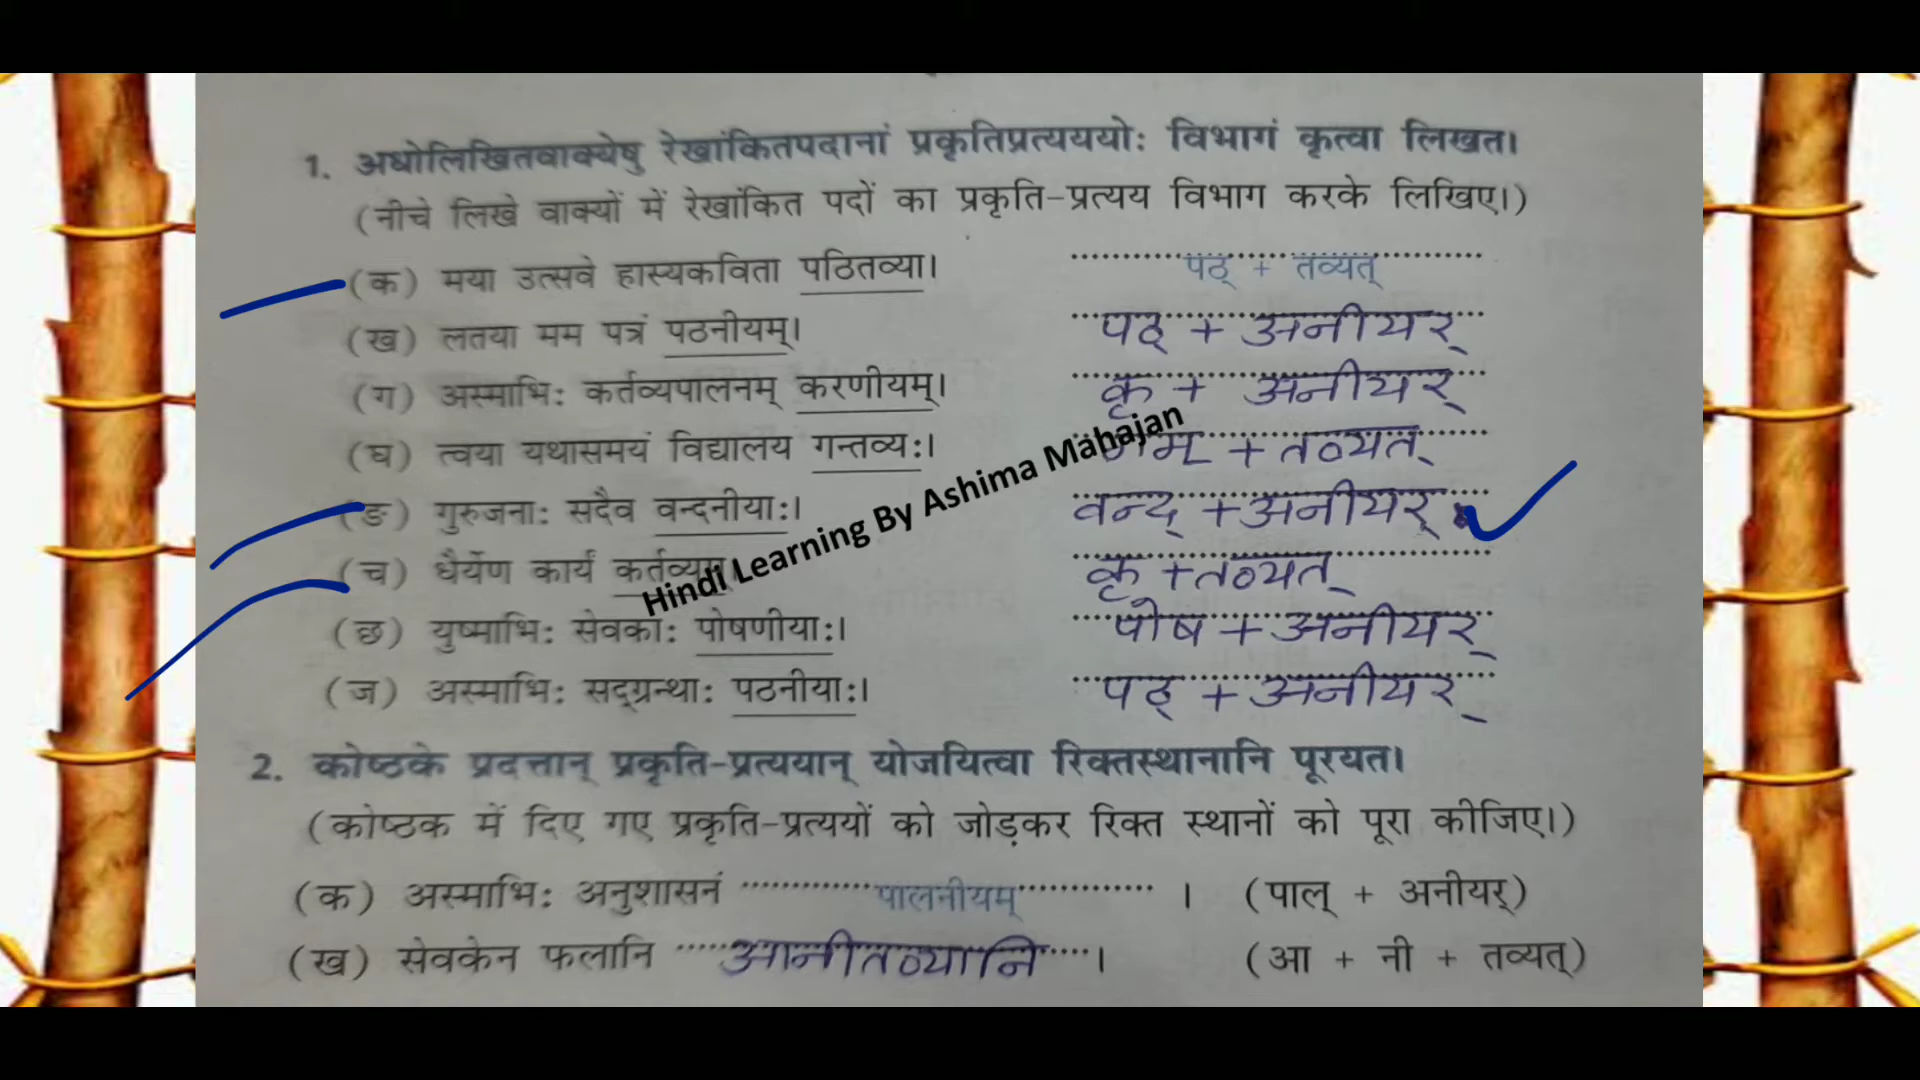 1. अधोलिखितवाक्येषु रेखांकितपदानां प्रकृतिप्रत्यययोः विभागं कृत्वा लिखत।
(नीचे लिखे वाक्यों में रेखांकित पदों का प्रकृति-प्रत्यय विभाग करके लिखिए।)
(क) मया उत्सवे हास्यकविता पठितव्या। पठ् + तव्यत्
(ख) लतया मम पत्रं पठनीयम्। पठ् + अनीयर्
(ग) अस्माभिः कर्तव्यपालनम् करणीयम्। कृ + अनीयर्
(घ) त्वया यथासमयं विद्यालय गन्तव्यः। गम् + तव्यत्
(ङ) गुरुजनाः सदैव वन्दनीयाः। वन्द् + अनीयर्
(च) धैर्येण कार्यं कर्तव्यम्। कृ + तव्यत्
(छ) युष्माभिः सेवकाः पोषणीयाः। पोष + अनीयर्
(ज) अस्माभिः सद्ग्रन्थाः पठनीयाः। पठ् + अनीयर्
Hindi Learning By Ashima Mahajan
2. कोष्ठके प्रदत्तान् प्रकृति-प्रत्ययान् योजयित्वा रिक्तस्थानानि पूरयत।
(कोष्ठक में दिए गए प्रकृति-प्रत्ययों को जोड़कर रिक्त स्थानों को पूरा कीजिए।)
(क) अस्माभिः अनुशासनं पालनीयम् । (पाल् + अनीयर्)
(ख) सेवकेन फलानि आनीतव्यानि । (आ + नी + तव्यत्)